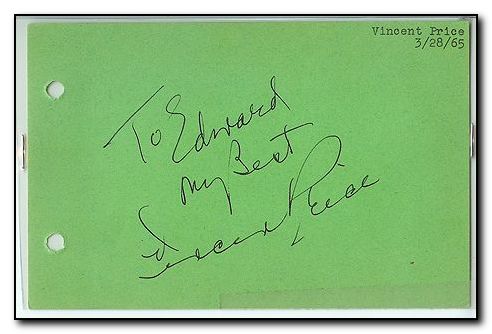 Vincent Price
3/28/65
To Edward
My Best
Vincent Price